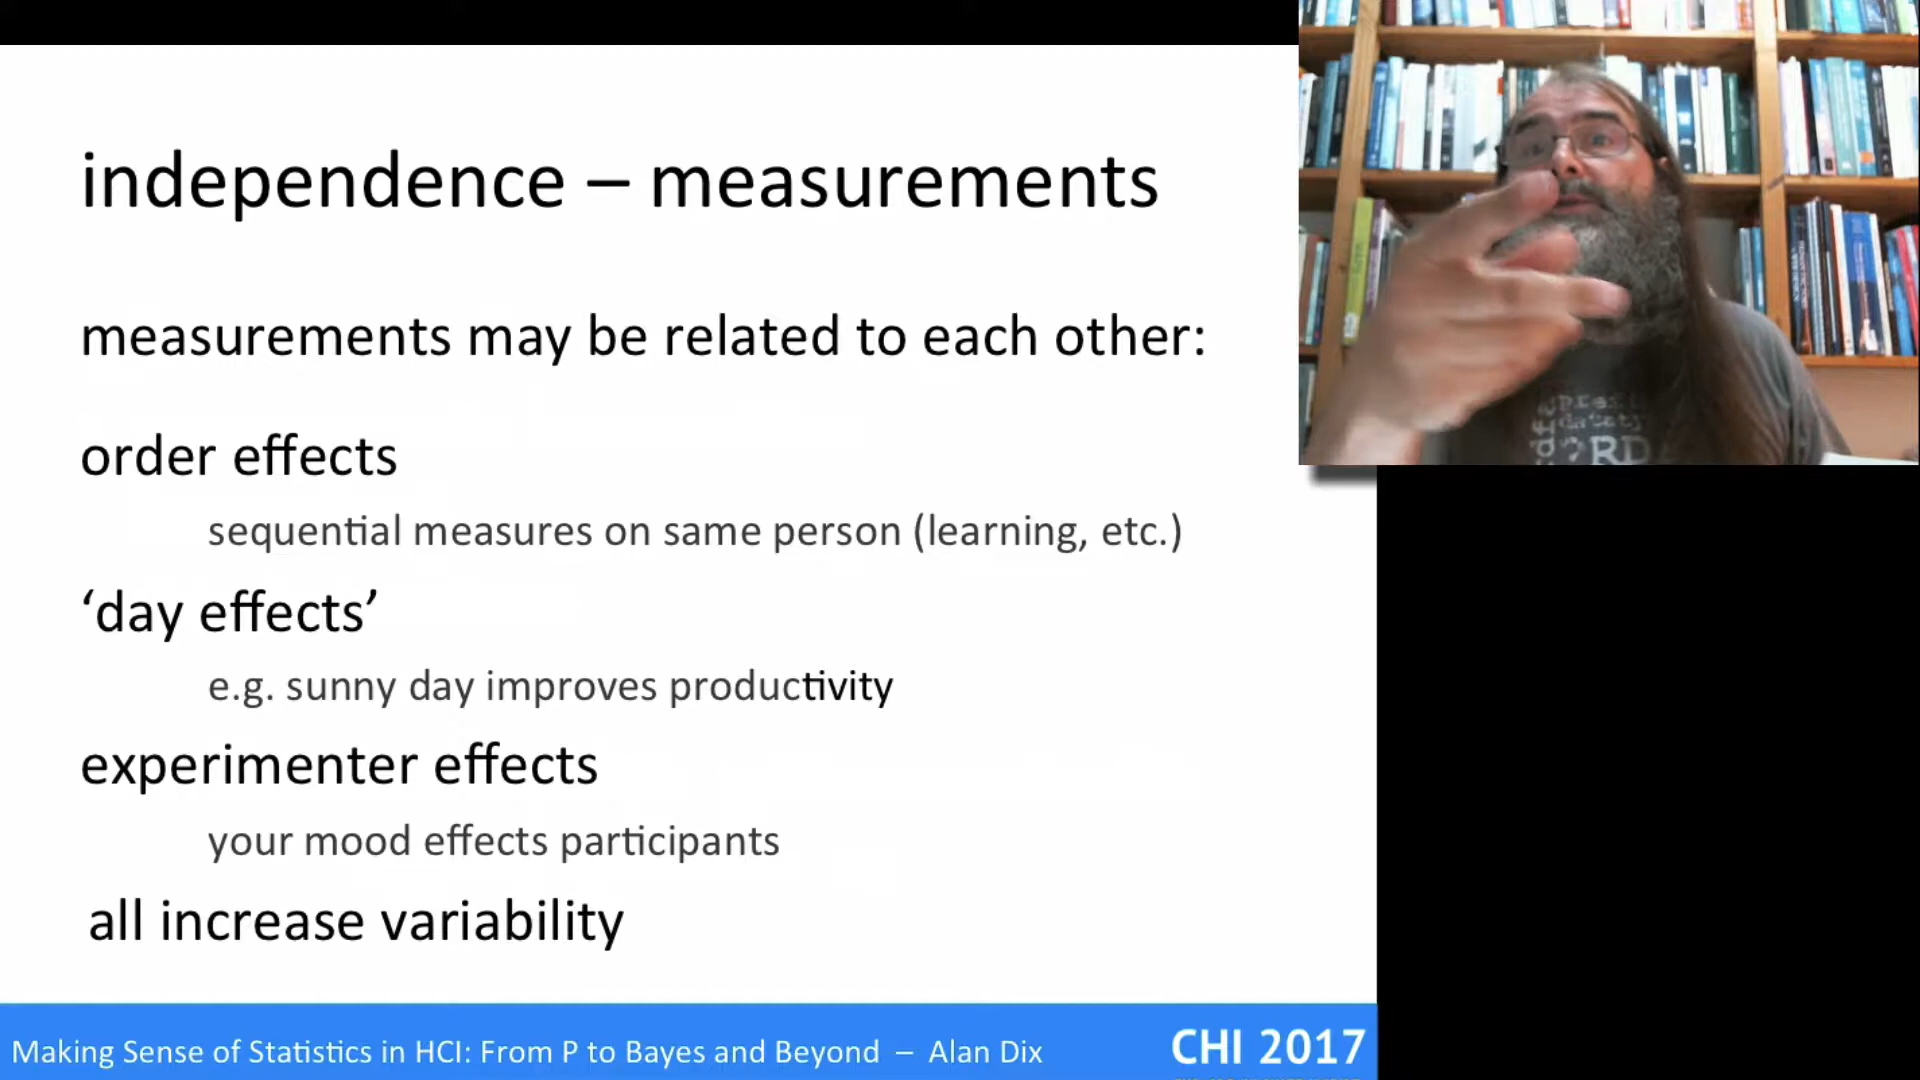 independence – measurements
measurements may be related to each other:
order effects
sequential measures on same person (learning, etc.)
‘day effects’
e.g. sunny day improves productivity
experimenter effects
your mood effects participants
all increase variability
Making Sense of Statistics in HCI: From P to Bayes and Beyond – Alan Dix
CHI 2017
RD